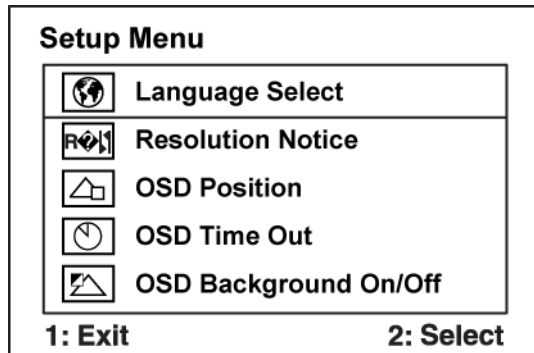 Setup Menu
Language Select
Resolution Notice
OSD Position
OSD Time Out
OSD Background On/Off
1: Exit 2: Select